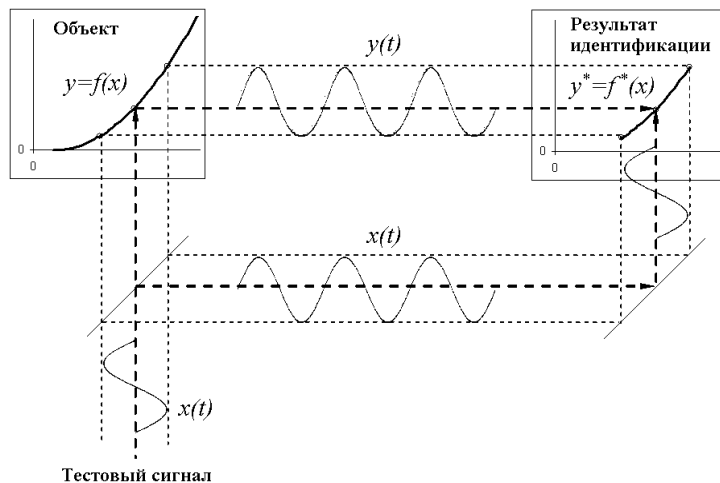 Объект
y=f(x)
0
0
y(t)
Результат
идентификации
y*=f*(x)
0
0
x(t)
x(t)
Тестовый сигнал